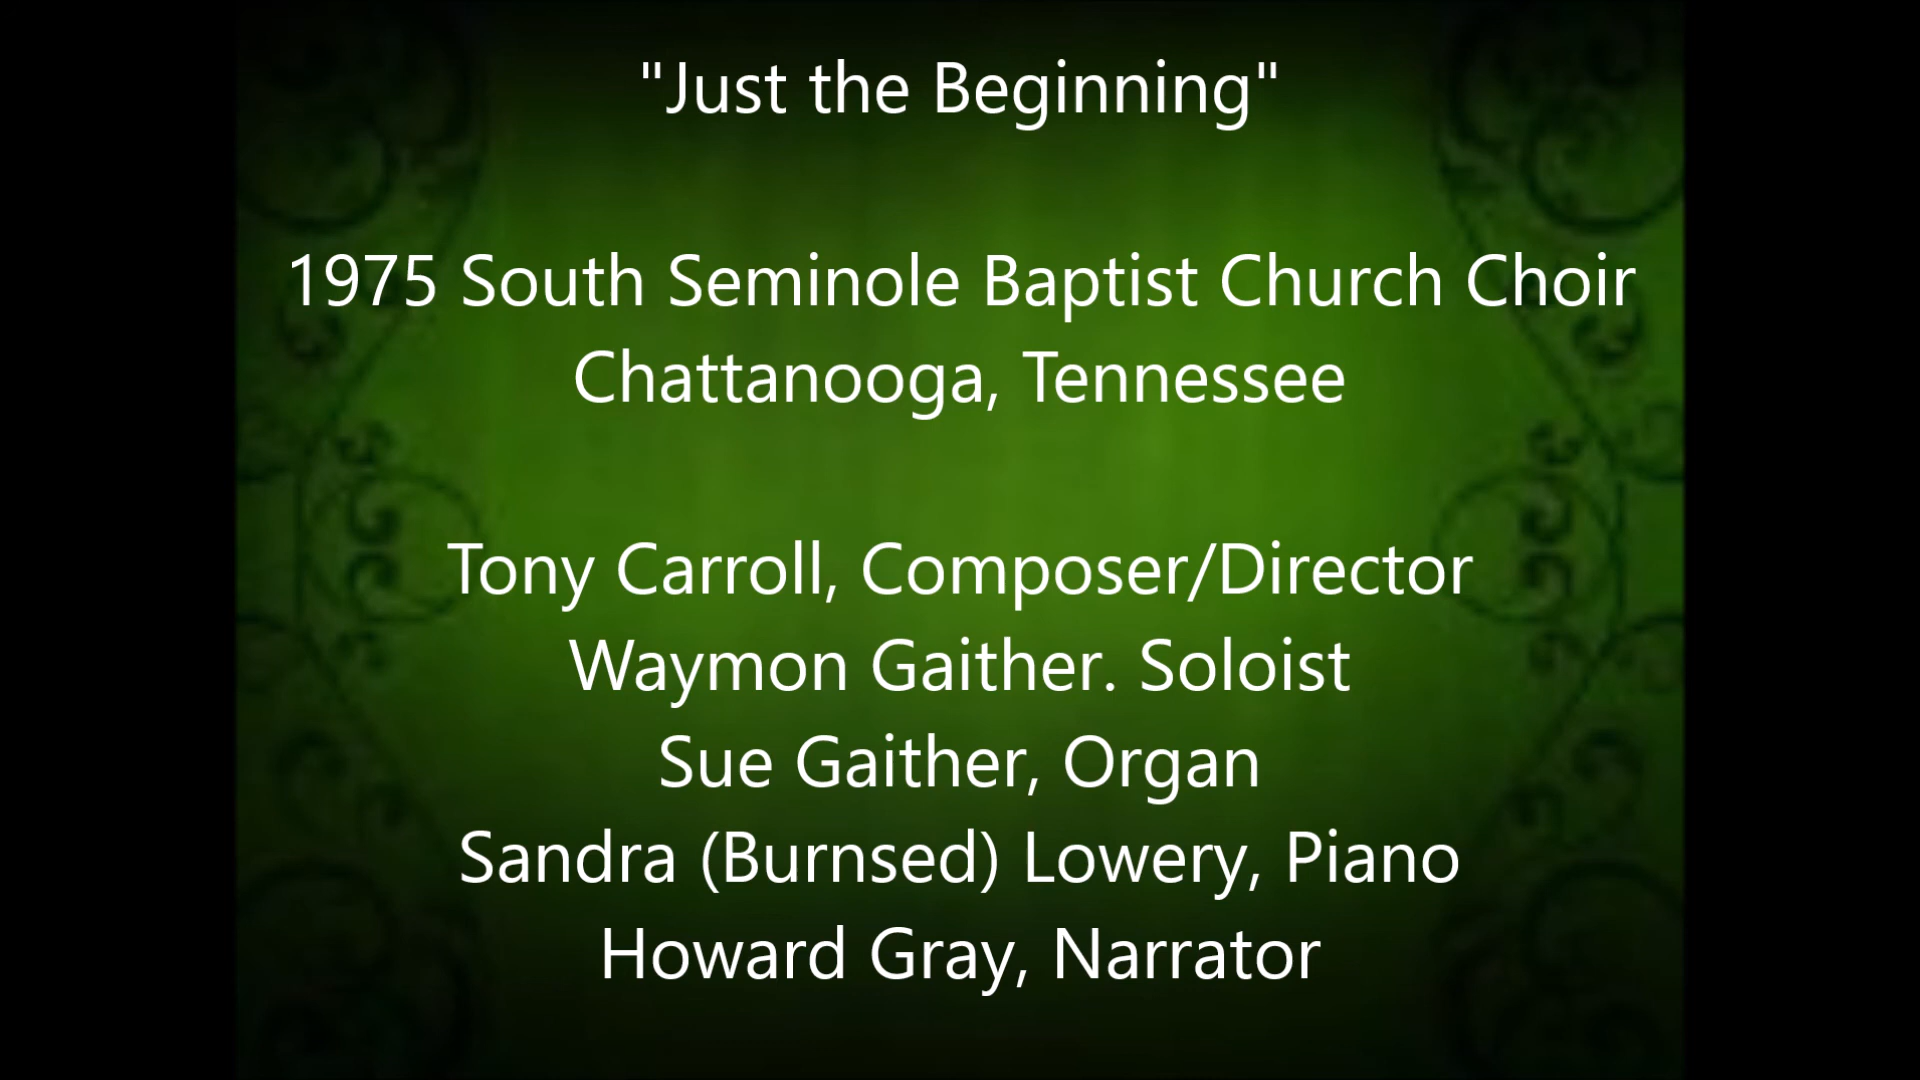 "Just the Beginning"
1975 South Seminole Baptist Church Choir
Chattanooga, Tennessee
Tony Carroll, Composer/Director
Waymon Gaither. Soloist
Sue Gaither, Organ
Sandra (Burnsed) Lowery, Piano
Howard Gray, Narrator